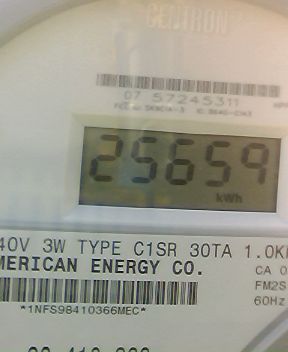 CENTRON
07 57245311
25659
kWh
40V 3W TYPE C1SR 30TA 1.0K
MERICAN ENERGY CO.
CA 0
FM2S
60Hz
*1NFS98410366MEC*